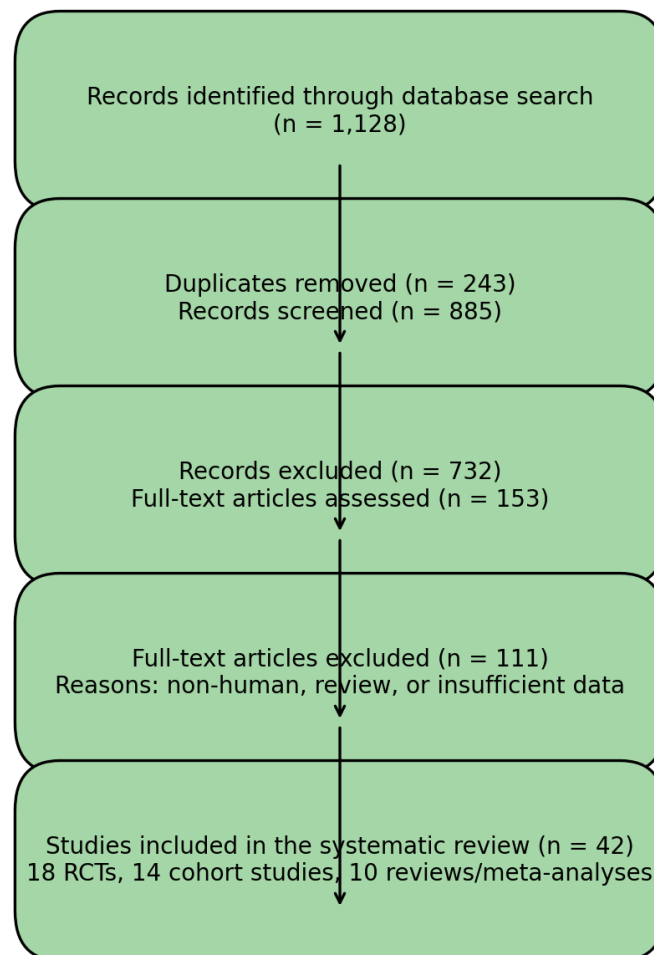 Records identified through database search
(n = 1,128)
Duplicates removed (n = 243)
Records screened (n = 885)
Records excluded (n = 732)
Full-text articles assessed (n = 153)
Full-text articles excluded (n = 111)
Reasons: non-human, review, or insufficient data
Studies included in the systematic review (n = 42)
18 RCTs, 14 cohort studies, 10 reviews/meta-analyses